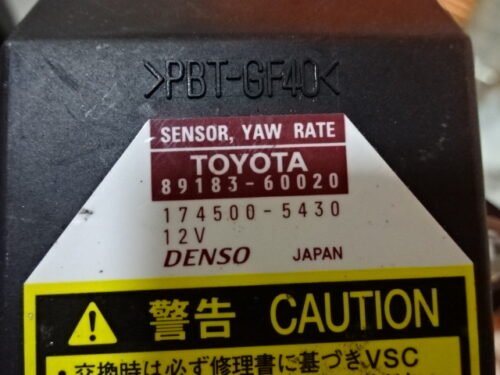 >PBT-GF40<
SENSOR, YAW RATE
TOYOTA
89183-60020
174500-5430
12V
DENSO JAPAN
警告 CAUTION
・交換時は必ず修理書に基づきVSC